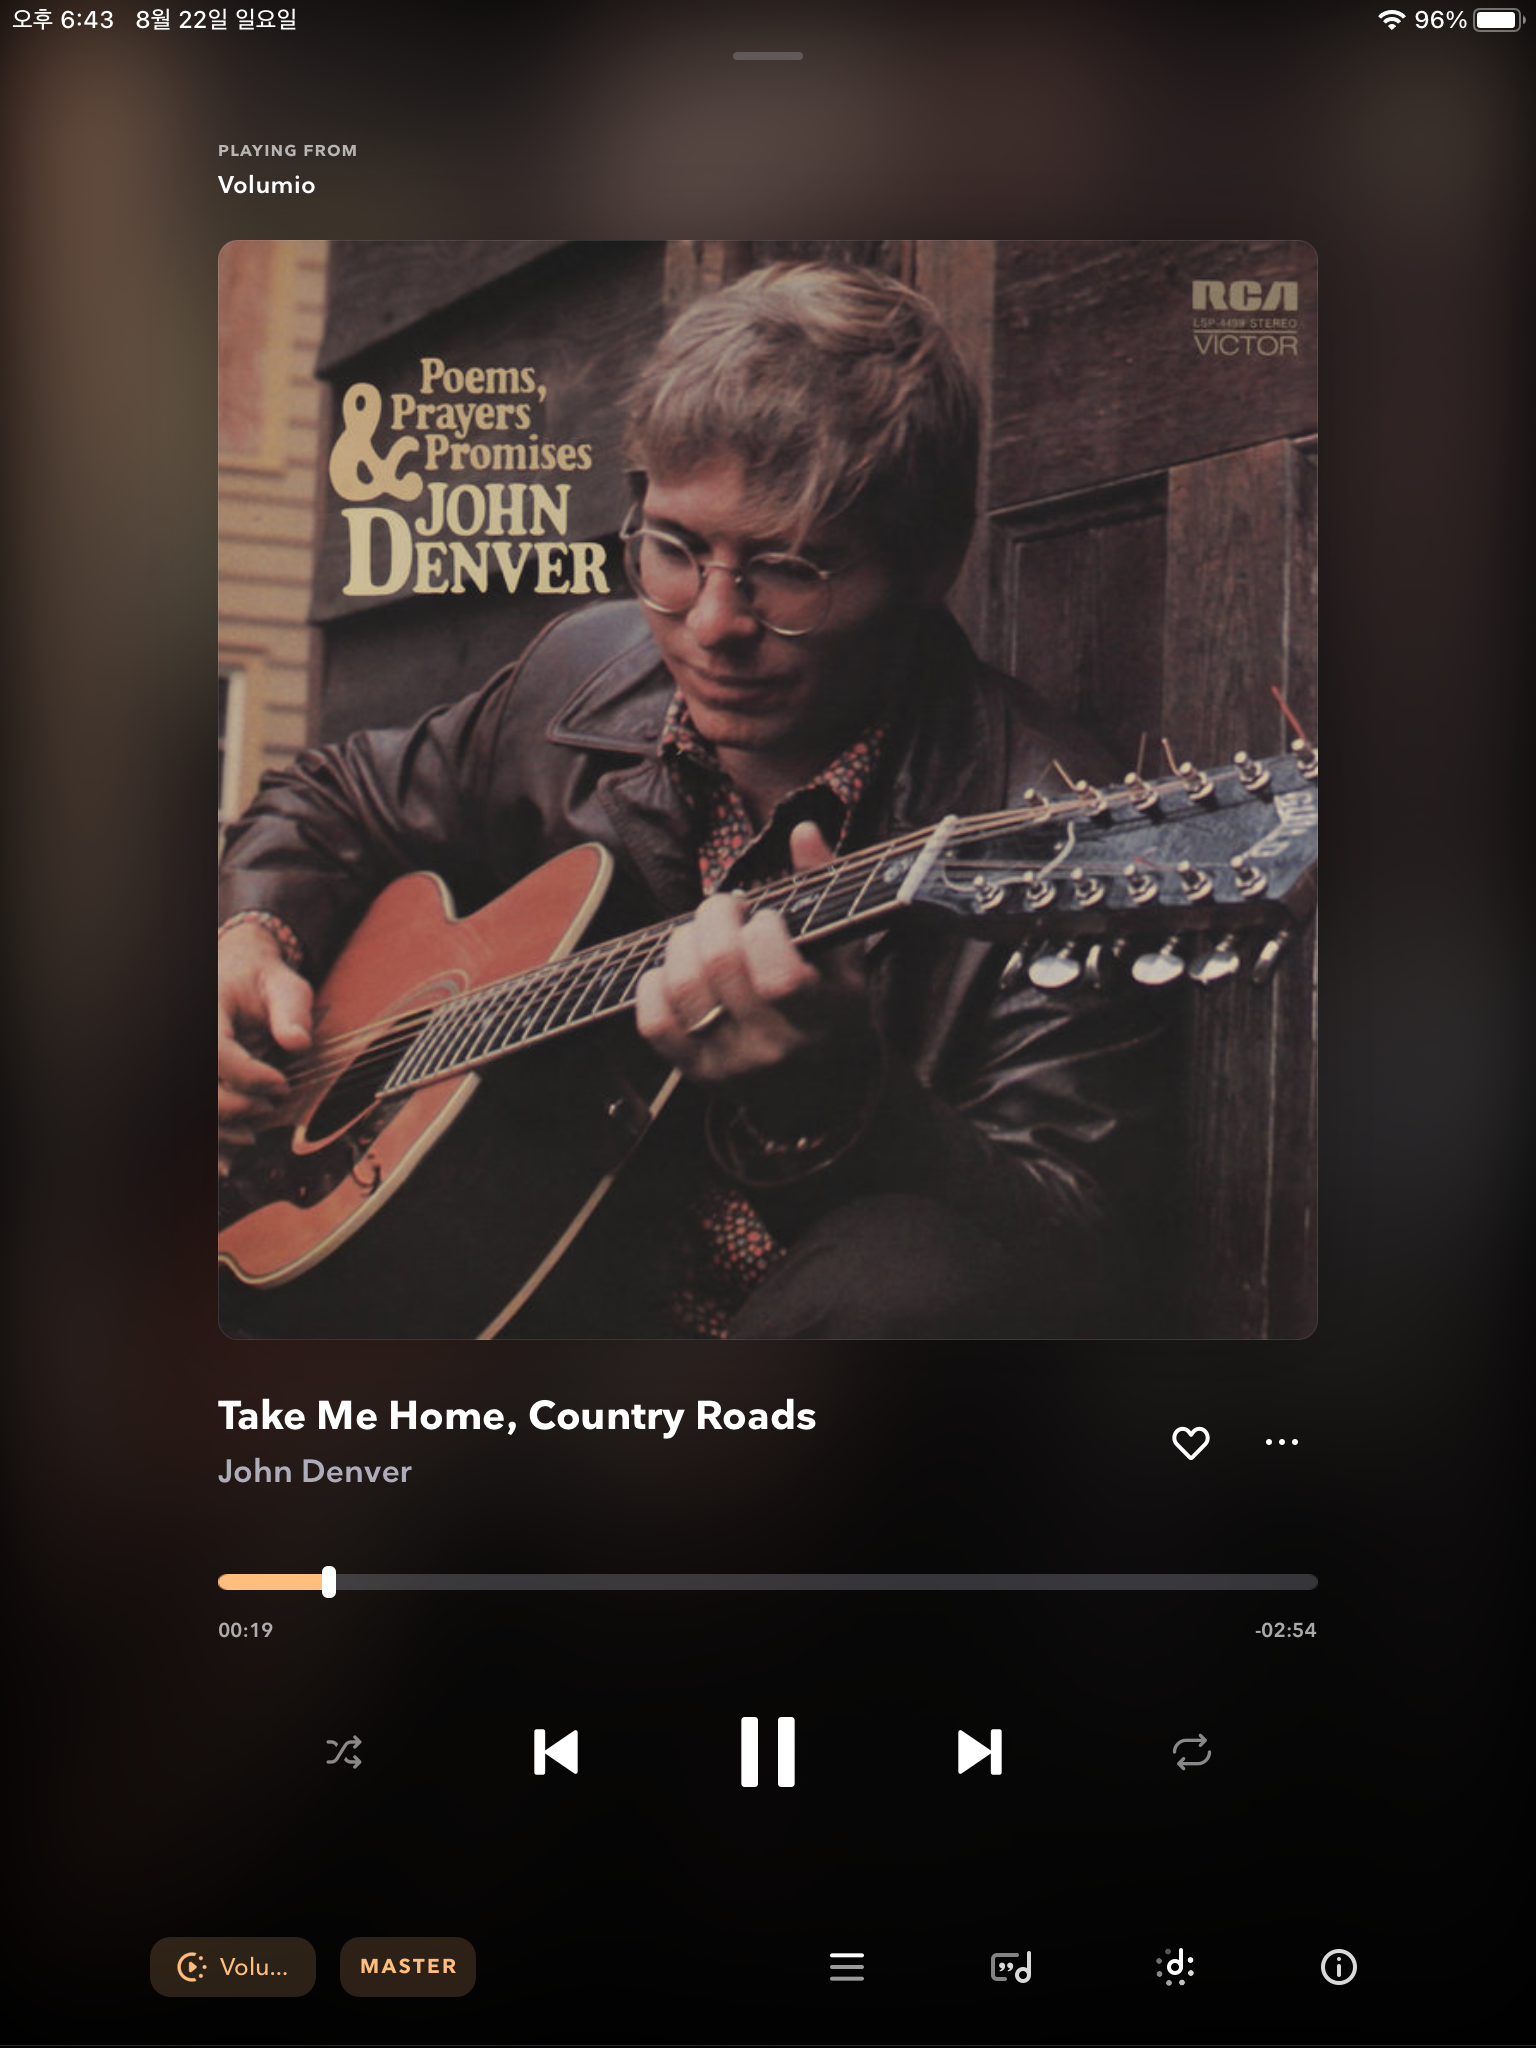 오후 6:43 8월 22일 일요일
96%
PLAYING FROM
Volumio
RCA
LSP-4499 STEREO
VICTOR
Poems,
& Prayers
Promises
JOHN
DENVER
GUILD
Take Me Home, Country Roads
John Denver
00:19
-02:54
Volu...
MASTER